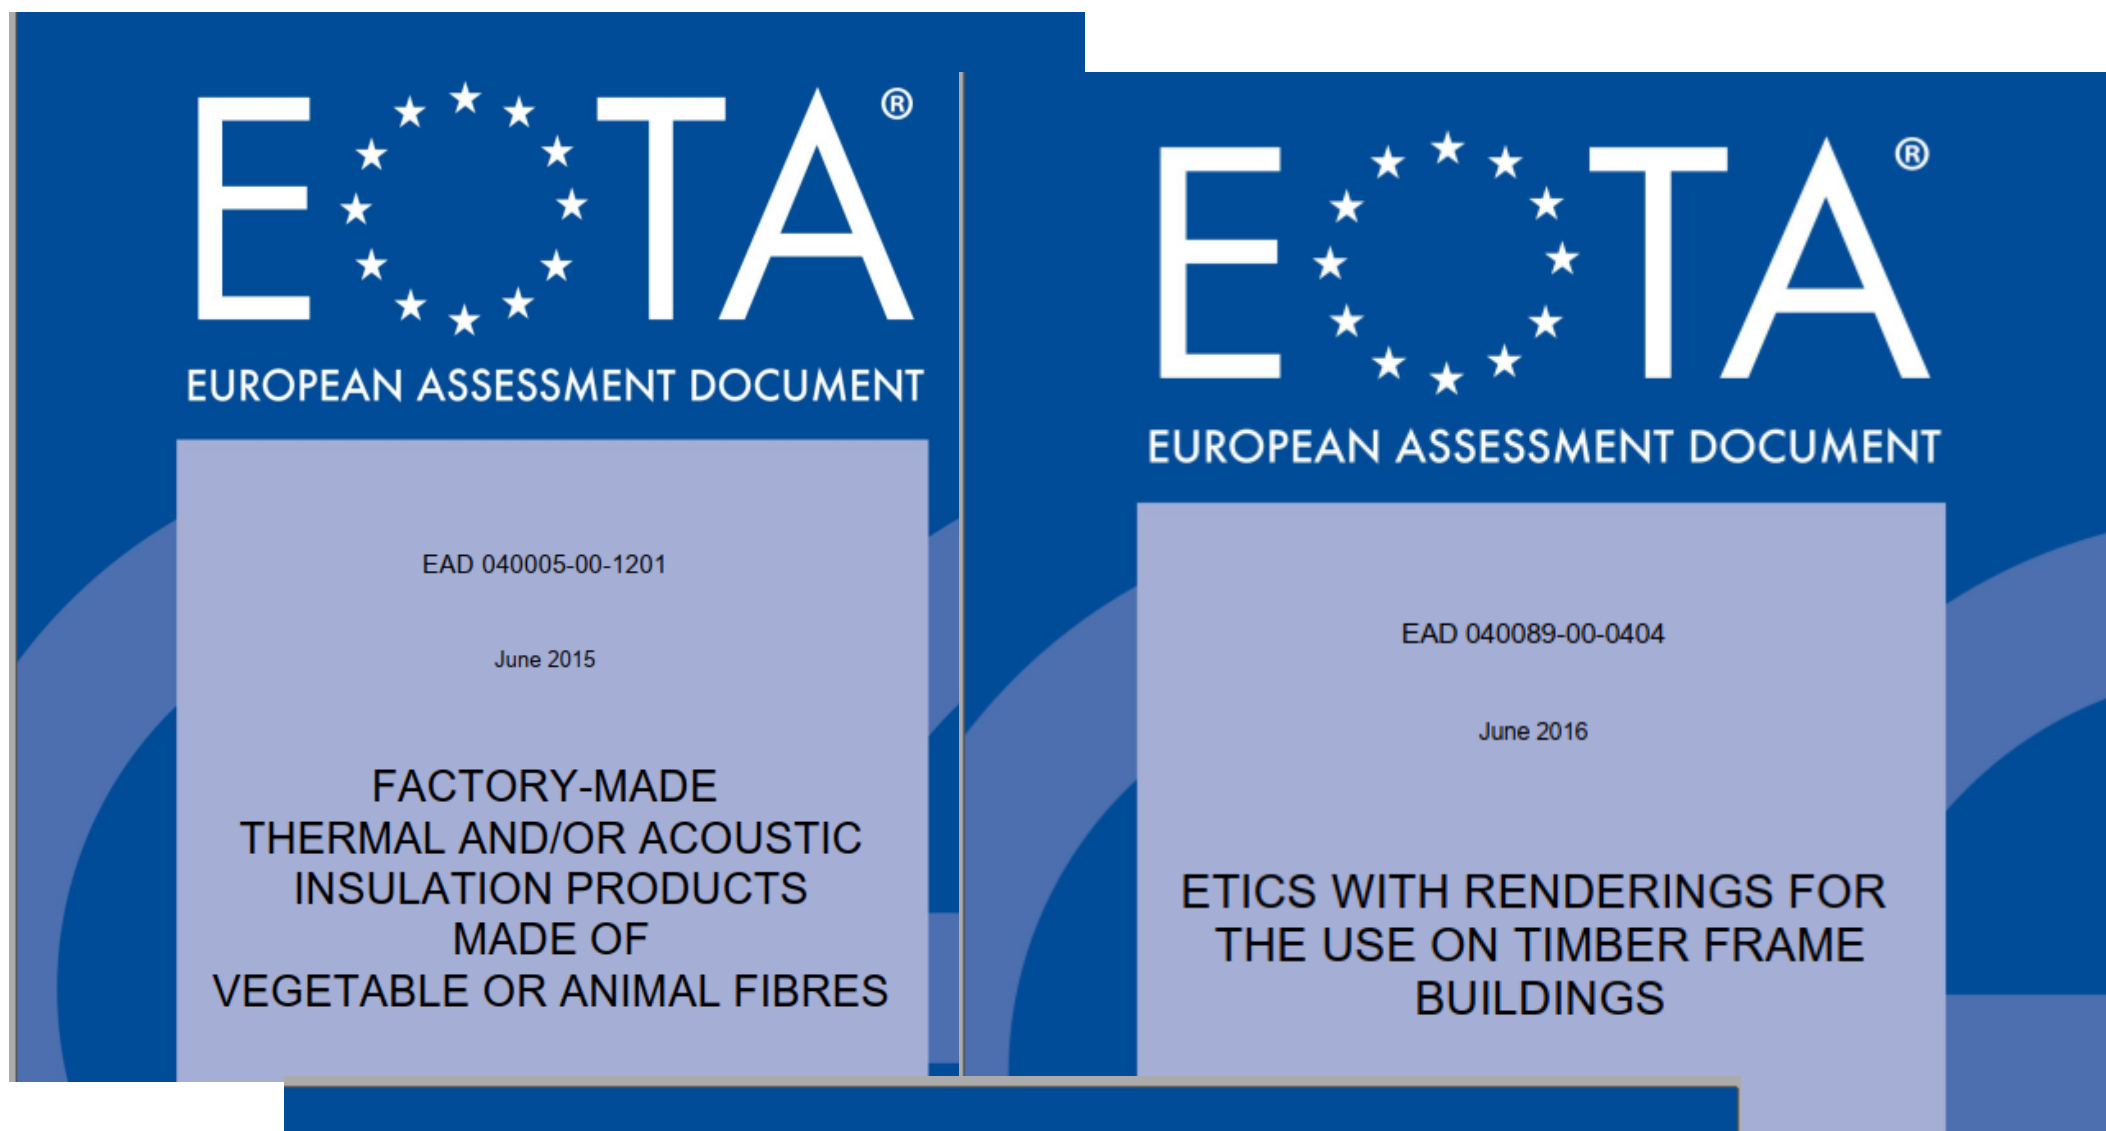 EOTA®
EUROPEAN ASSESSMENT DOCUMENT
EAD 040005-00-1201
June 2015
FACTORY-MADE
THERMAL AND/OR ACOUSTIC
INSULATION PRODUCTS
MADE OF
VEGETABLE OR ANIMAL FIBRES
EOTA®
EUROPEAN ASSESSMENT DOCUMENT
EAD 040089-00-0404
June 2016
ETICS WITH RENDERINGS FOR
THE USE ON TIMBER FRAME
BUILDINGS